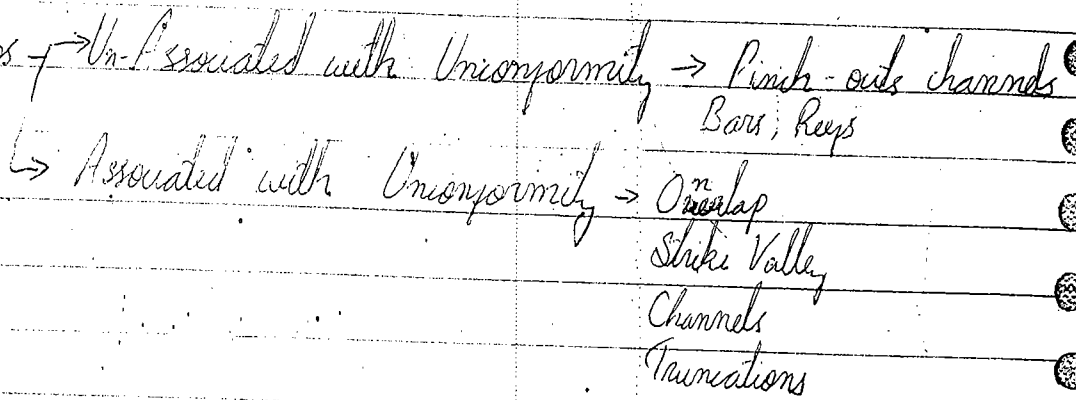 → Un-Associated with Unconformity → Pinch-outs channels
Bars, Reefs
↳ Associated with Unconformity → Onlap
Strike Valley
Channels
Truncations